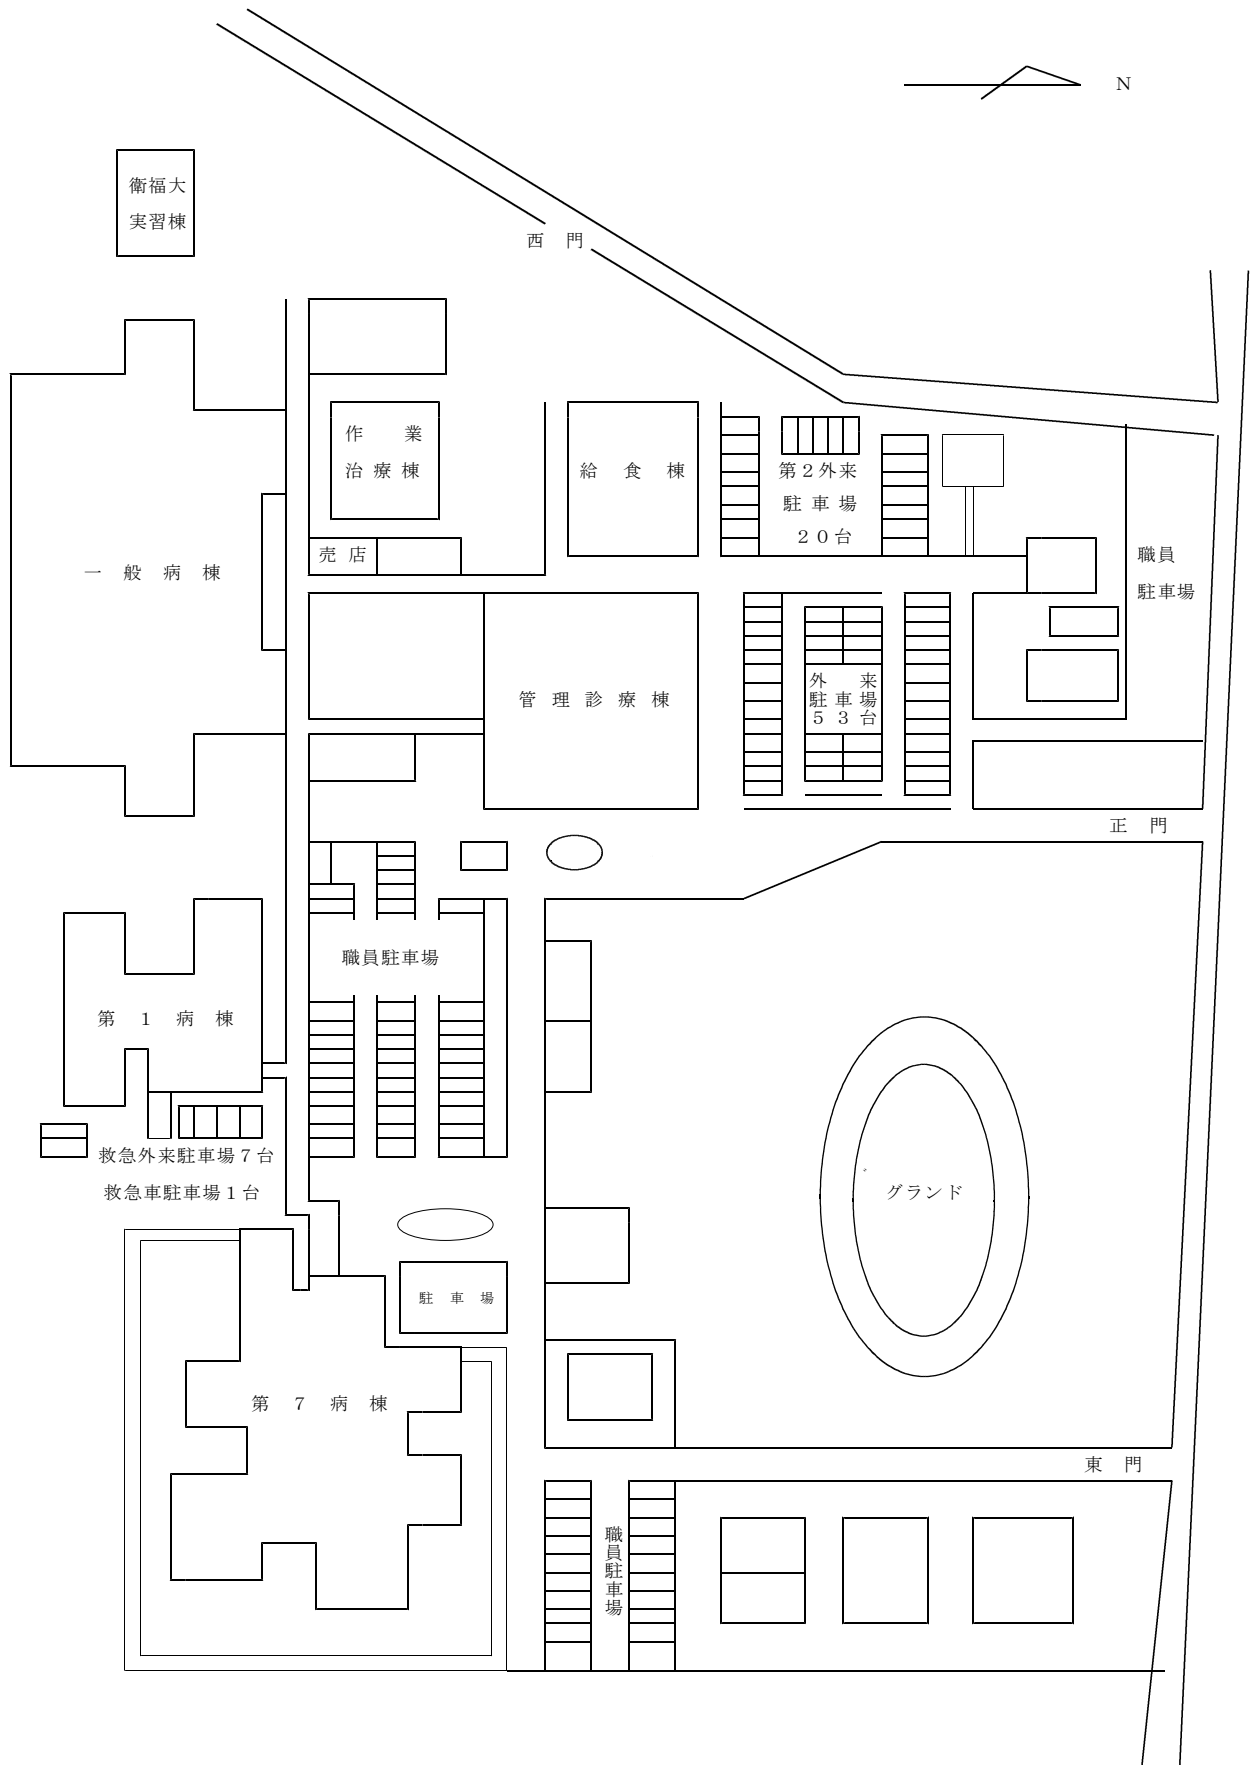 Ｎ
衛福大
実習棟
西　門
作　業
治療棟
給　食　棟
第２外来
駐車場
２０台
売店
職員
駐車場
一　般　病　棟
管理診療棟
外　来
駐車場
５３台
正　門
職員駐車場
第　１　病　棟
救急外来駐車場７台
救急車駐車場１台
グランド
駐　車　場
第　７　病　棟
東　門
職員駐車場